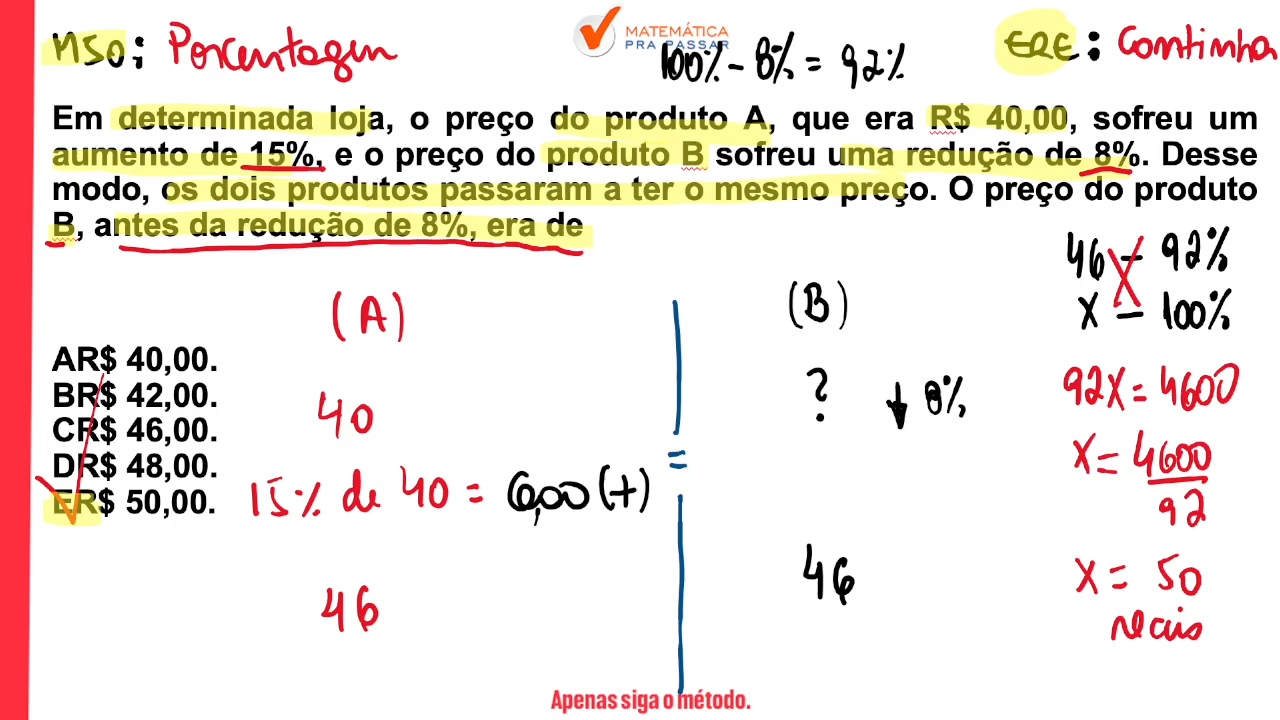 MSO: Porcentagem
MATEMÁTICA
PRA PASSAR
100% - 8% = 92%
ERE: Continha
Em determinada loja, o preço do produto A, que era R$ 40,00, sofreu um
aumento de 15%, e o preço do produto B sofreu uma redução de 8%. Desse
modo, os dois produtos passaram a ter o mesmo preço. O preço do produto
B, antes da redução de 8%, era de
46 - 92%
x - 100%
(A)
(B)
AR$ 40,00.
BR$ 42,00.
CR$ 46,00.
DR$ 48,00.
ER$ 50,00.
40
15% de 40 = 6,00 (+)
46
=
?
↓ 8%
46
92x = 4600
x = 4600
92
x = 50
reais
Apenas siga o método.